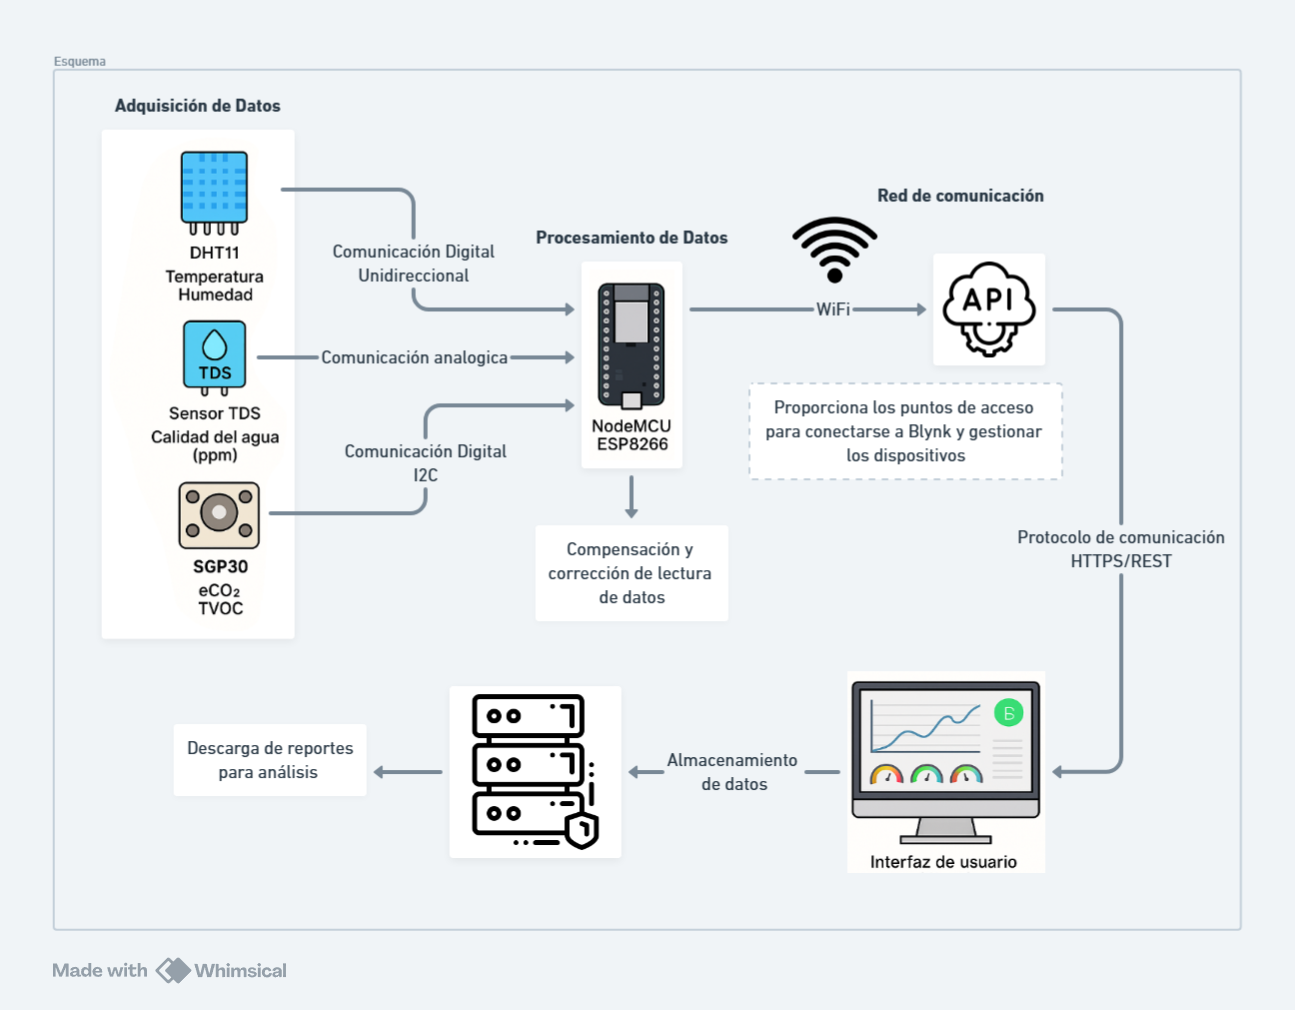 Esquema
Adquisición de Datos
DHT11
Temperatura
Humedad
TDS
Sensor TDS
Calidad del agua
(ppm)
SGP30
eCO₂
TVOC
Comunicación Digital
Unidireccional
Comunicación analogica
Comunicación Digital
I2C
Procesamiento de Datos
NodeMCU
ESP8266
Compensación y
corrección de lectura
de datos
WiFi
Red de comunicación
API
Proporciona los puntos de acceso
para conectarse a Blynk y gestionar
los dispositivos
Protocolo de comunicación
HTTPS/REST
B
Interfaz de usuario
Almacenamiento
de datos
Descarga de reportes
para análisis
Made with Whimsical